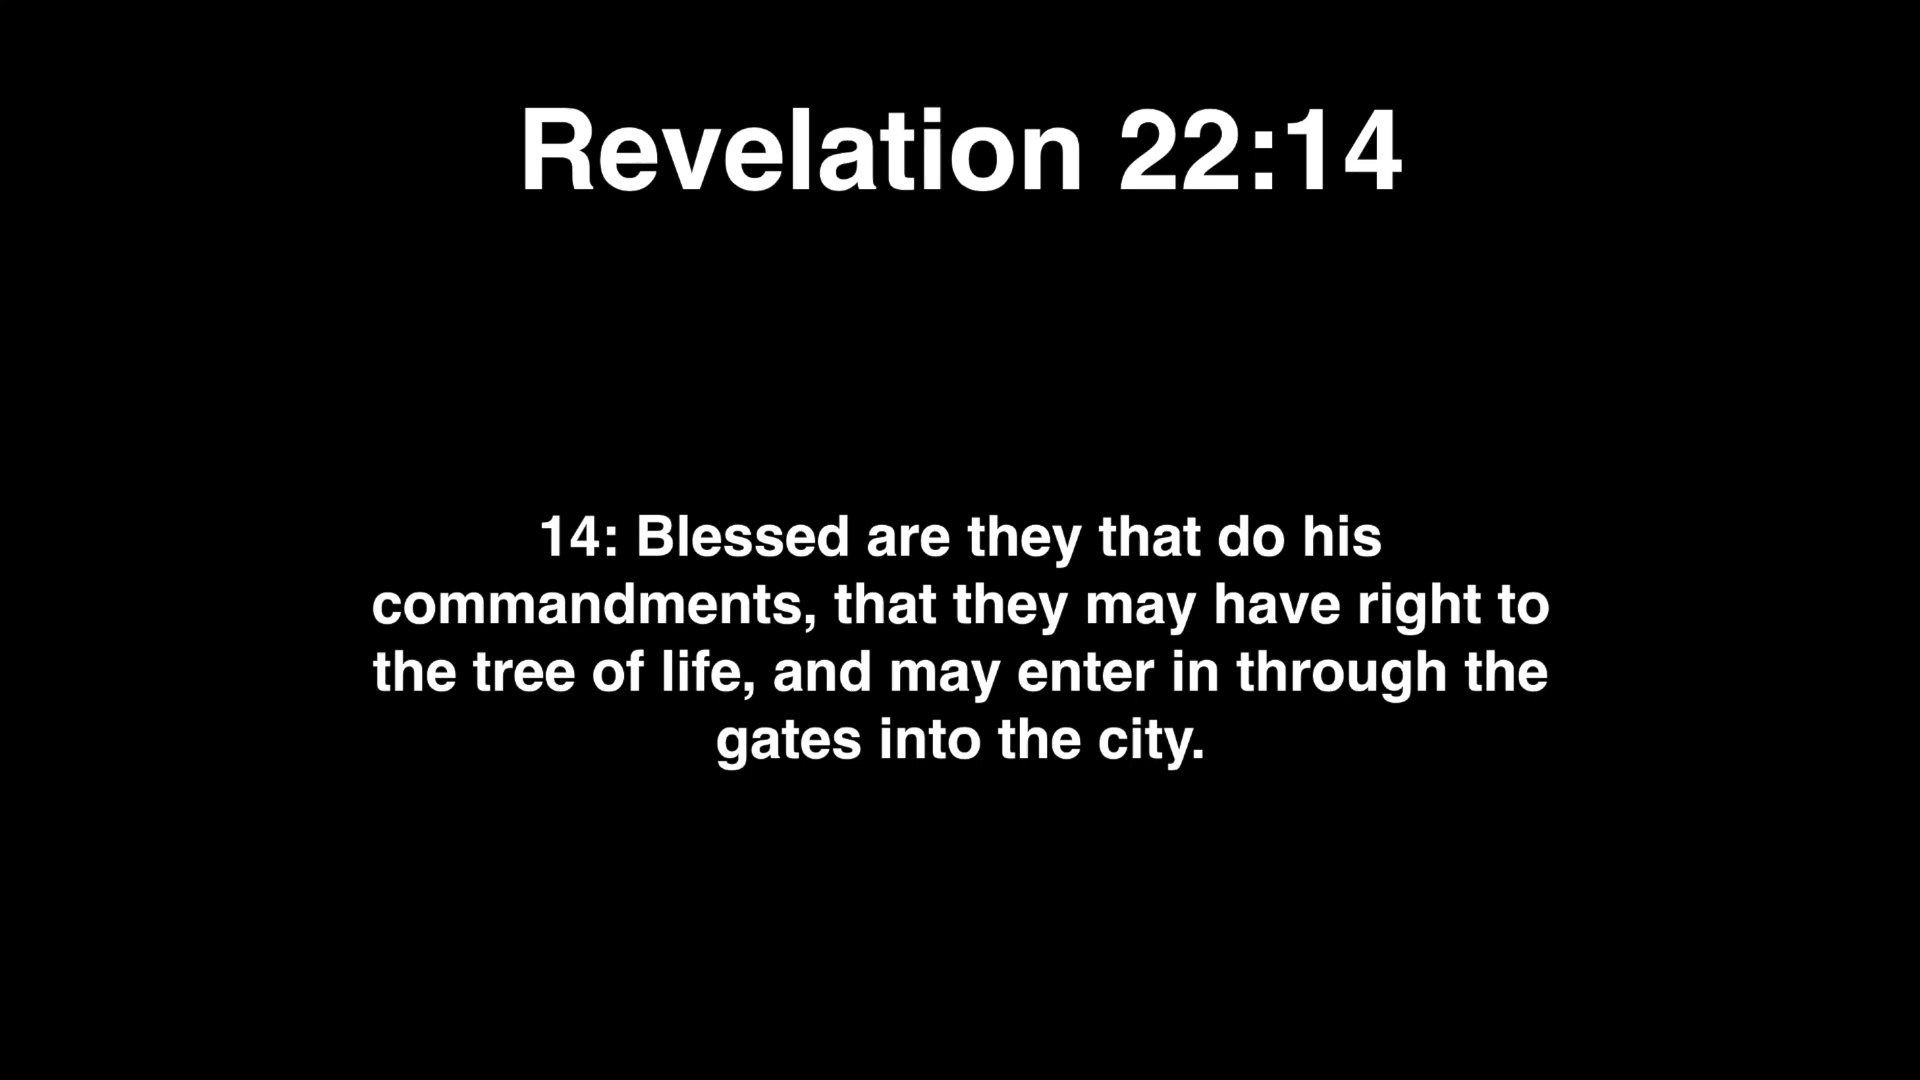 Revelation 22:14
14: Blessed are they that do his
commandments, that they may have right to
the tree of life, and may enter in through the
gates into the city.